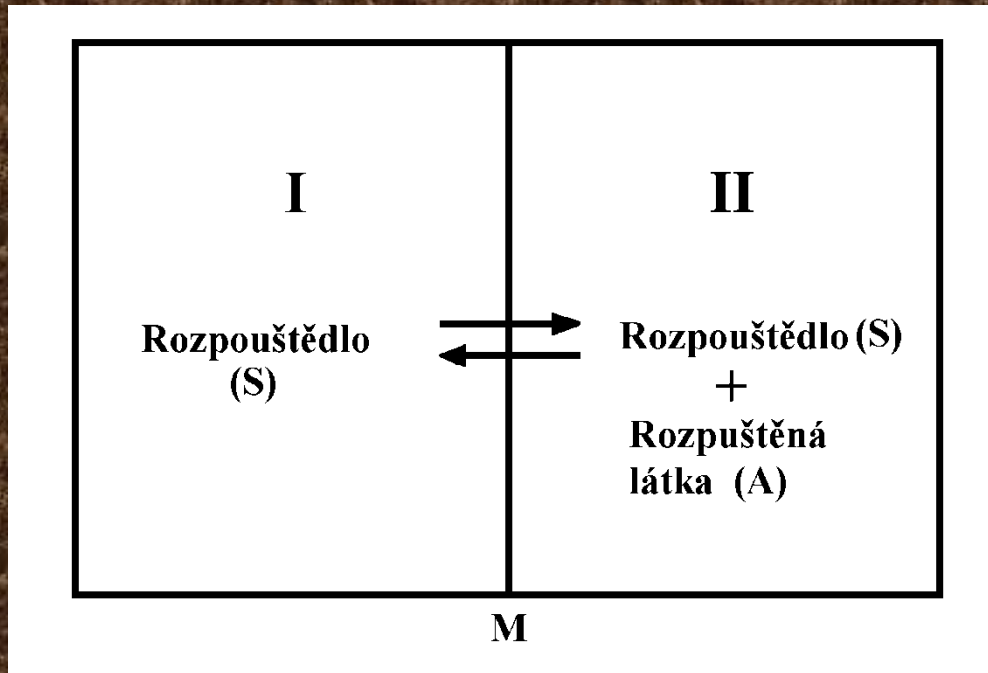 I
II
Rozpouštědlo
(S)
Rozpouštědlo (S)
+
Rozpuštěná
látka (A)
M